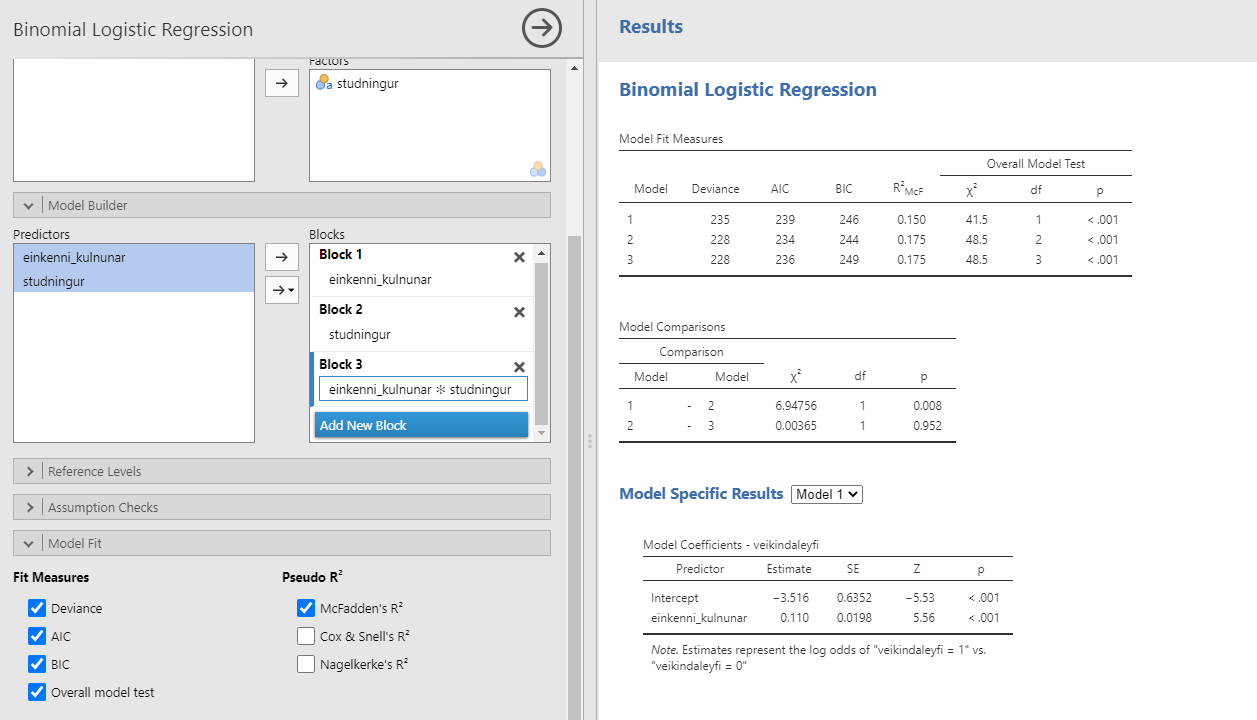 Binomial Logistic Regression
Factors
studningur
Model Builder
Predictors
Blocks
einkenni_kulnunar
studningur
Block 1
einkenni_kulnunar
Block 2
studningur
Block 3
einkenni_kulnunar ✻ studningur
Add New Block
Reference Levels
Assumption Checks
Model Fit
Fit Measures
Pseudo R²
Deviance
McFadden's R²
AIC
Cox & Snell's R²
BIC
Nagelkerke's R²
Overall model test
Results
Binomial Logistic Regression
Model Fit Measures
Overall Model Test
Model Deviance AIC BIC R²McF χ² df p
1 235 239 246 0.150 41.5 1 < .001
2 228 234 244 0.175 48.5 2 < .001
3 228 236 249 0.175 48.5 3 < .001
Model Comparisons
Comparison
Model Model χ² df p
1 - 2 6.94756 1 0.008
2 - 3 0.00365 1 0.952
Model Specific Results Model 1
Model Coefficients - veikindaleyfi
Predictor Estimate SE Z p
Intercept −3.516 0.6352 −5.53 < .001
einkenni_kulnunar 0.110 0.0198 5.56 < .001
Note. Estimates represent the log odds of "veikindaleyfi = 1" vs.
"veikindaleyfi = 0"